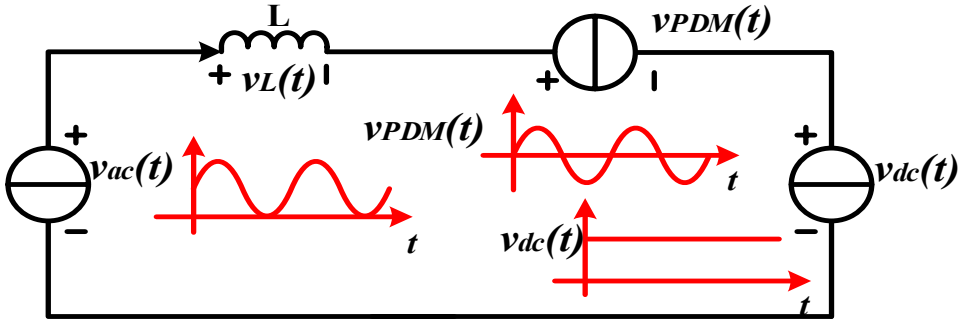 L
vPDM(t)
+ vL(t) −
+ −
vPDM(t)
t
+
vac(t)
−
t
+
vdc(t)
−
vdc(t)
t